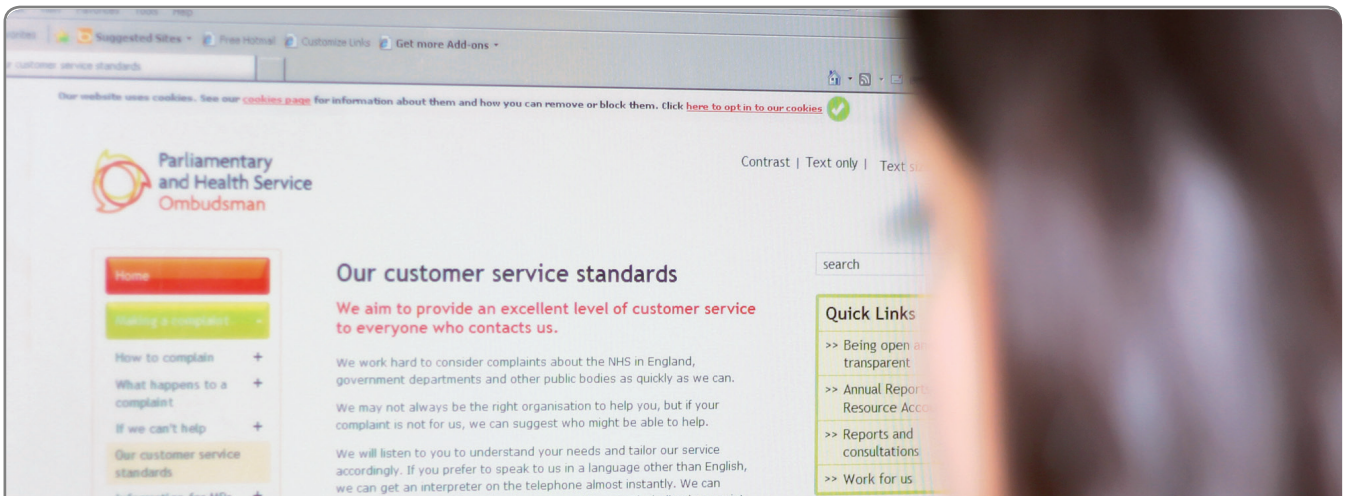 Favorites Tools Help
Suggested Sites Free Hotmail Customize Links Get more Add-ons
customer service standards
Our website uses cookies. See our cookies page for information about them and how you can remove or block them. Click here to opt in to our cookies
Parliamentary
and Health Service
Ombudsman
Contrast | Text only | Text
Home
Making a complaint
How to complain +
What happens to a +
complaint
If we can't help +
Our customer service
standards
Our customer service standards
We aim to provide an excellent level of customer service
to everyone who contacts us.
We work hard to consider complaints about the NHS in England,
government departments and other public bodies as quickly as we can.
We may not always be the right organisation to help you, but if your
complaint is not for us, we can suggest who might be able to help.
We will listen to you to understand your needs and tailor our service
accordingly. If you prefer to speak to us in a language other than English,
we can get an interpreter on the telephone almost instantly. We can
search
Quick Links
>> Being open
transparent
>> Annual Reports
Resource
>> Reports and
consultations
>> Work for us